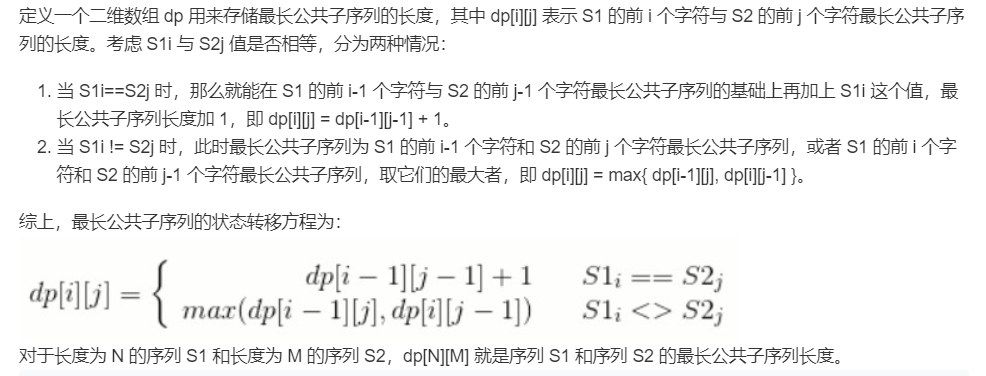 定义一个二维数组 dp 用来存储最长公共子序列的长度，其中 dp[i][j] 表示 S1 的前 i 个字符与 S2 的前 j 个字符最长公共子序
列的长度。考虑 S1i 与 S2j 值是否相等，分为两种情况：
1. 当 S1i==S2j 时，那么就能在 S1 的前 i-1 个字符与 S2 的前 j-1 个字符最长公共子序列的基础上再加上 S1i 这个值，最
长公共子序列长度加 1，即 dp[i][j] = dp[i-1][j-1] + 1。
2. 当 S1i != S2j 时，此时最长公共子序列为 S1 的前 i-1 个字符和 S2 的前 j 个字符最长公共子序列，或者 S1 的前 i 个字
符和 S2 的前 j-1 个字符最长公共子序列，取它们的最大者，即 dp[i][j] = max{ dp[i-1][j], dp[i][j-1] }。
综上，最长公共子序列的状态转移方程为：
dp[i][j] = { dp[i − 1][j − 1] + 1 S1i == S2j
max(dp[i − 1][j], dp[i][j − 1]) S1i <> S2j
对于长度为 N 的序列 S1 和长度为 M 的序列 S2，dp[N][M] 就是序列 S1 和序列 S2 的最长公共子序列长度。